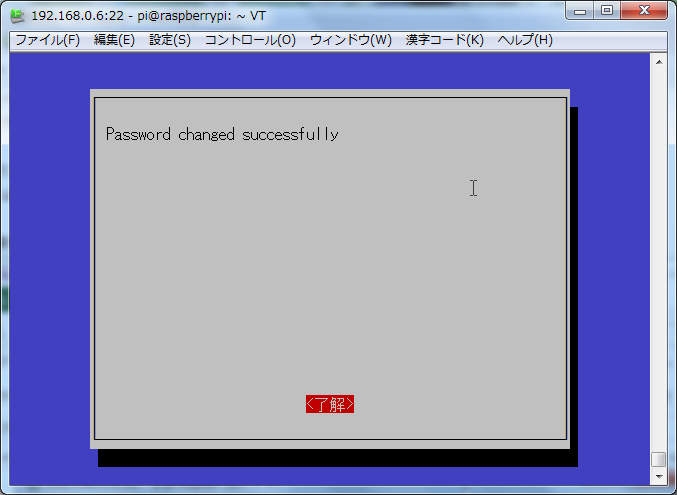 192.168.0.6:22 - pi@raspberrypi: ~ VT
ファイル(F) 編集(E) 設定(S) コントロール(O) ウィンドウ(W) 漢字コード(K) ヘルプ(H)
Password changed successfully
<了解>